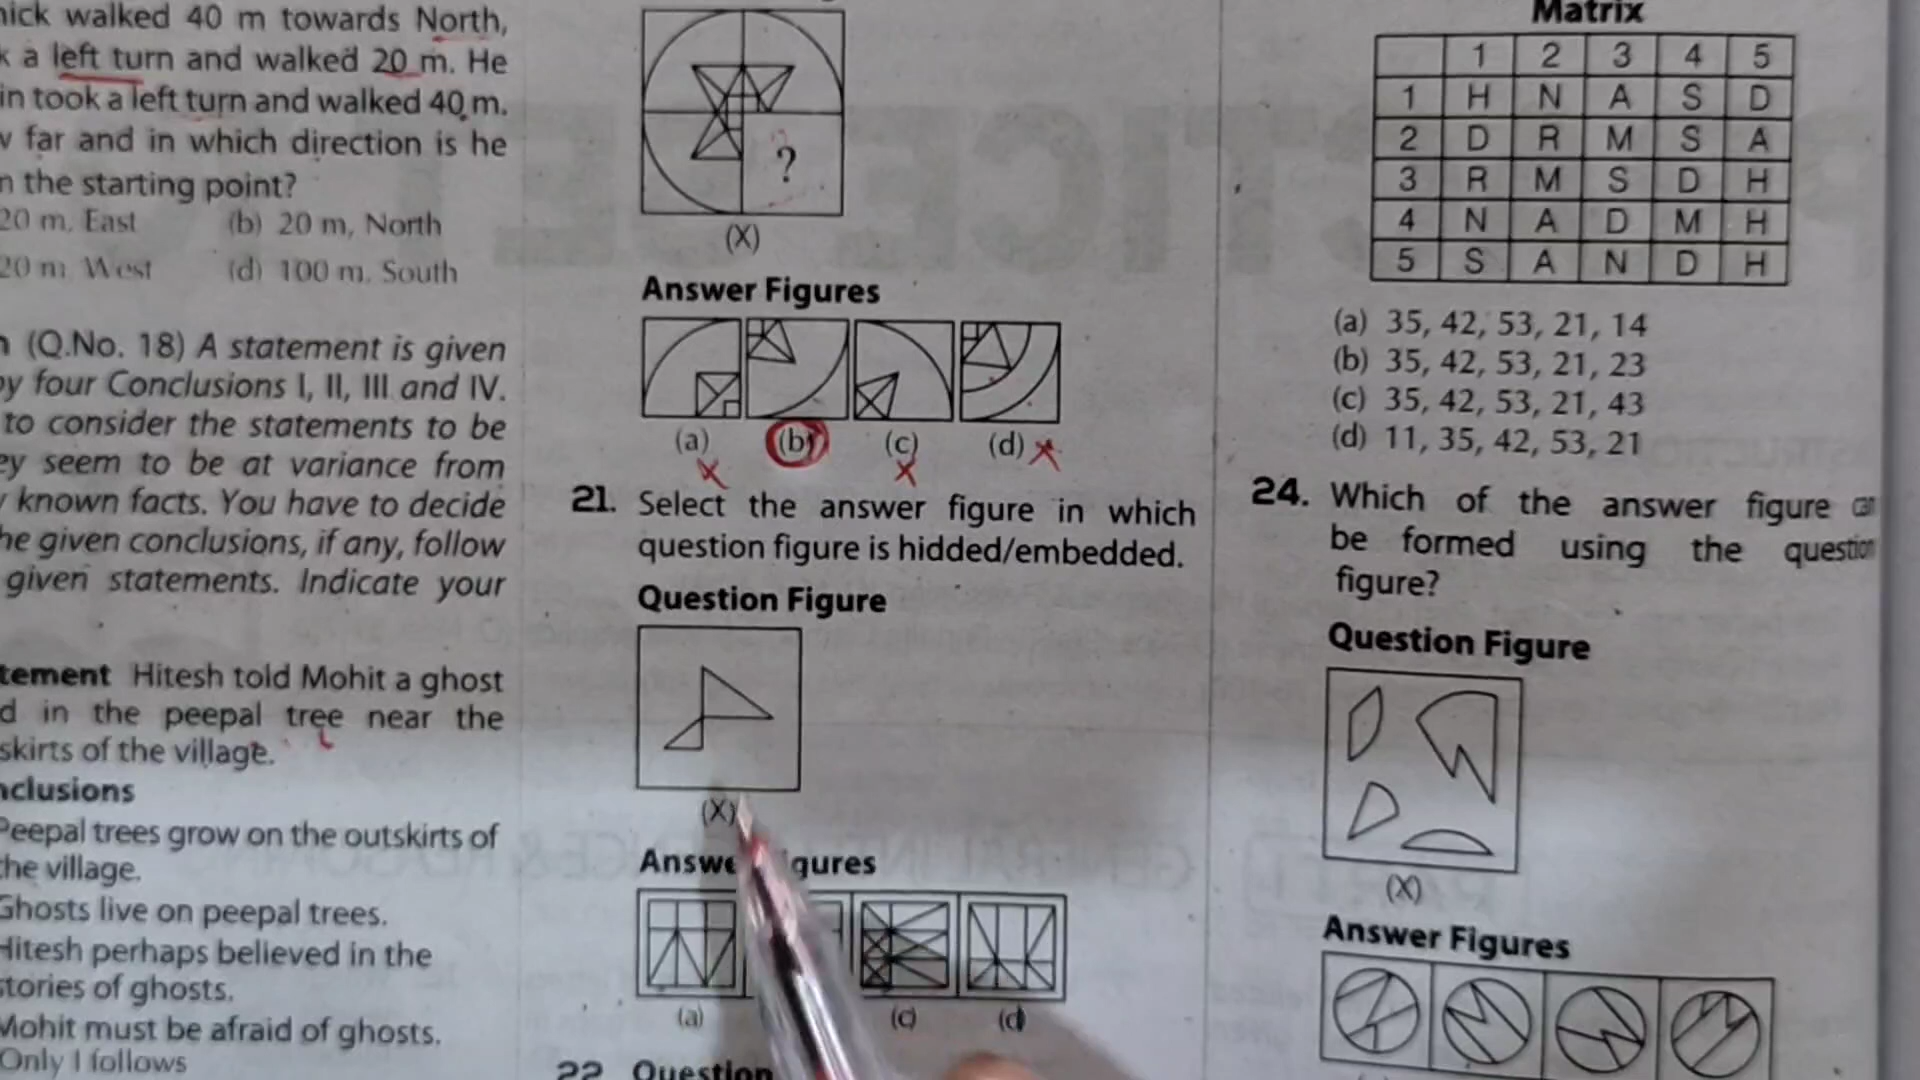 nick walked 40 m towards North,
k a left turn and walked 20 m. He
in took a left turn and walked 40 m.
w far and in which direction is he
n the starting point?
20 m, East (b) 20 m, North
20 m, West (d) 100 m, South
n (Q.No. 18) A statement is given
by four Conclusions I, II, III and IV.
to consider the statements to be
ey seem to be at variance from
y known facts. You have to decide
he given conclusions, if any, follow
given statements. Indicate your
tement Hitesh told Mohit a ghost
d in the peepal tree near the
skirts of the village.
nclusions
Peepal trees grow on the outskirts of
the village.
Ghosts live on peepal trees.
Hitesh perhaps believed in the
stories of ghosts.
Mohit must be afraid of ghosts.
Only I follows
?
(X)
Answer Figures
(a) (b) (c) (d)
21. Select the answer figure in which
question figure is hidded/embedded.
Question Figure
(X)
Answe igures
(a) (c) (d)
22 Question
Matrix
1 2 3 4 5
1 H N A S D
2 D R M S A
3 R M S D H
4 N A D M H
5 S A N D H
(a) 35, 42, 53, 21, 14
(b) 35, 42, 53, 21, 23
(c) 35, 42, 53, 21, 43
(d) 11, 35, 42, 53, 21
24. Which of the answer figure can
be formed using the question
figure?
Question Figure
(X)
Answer Figures